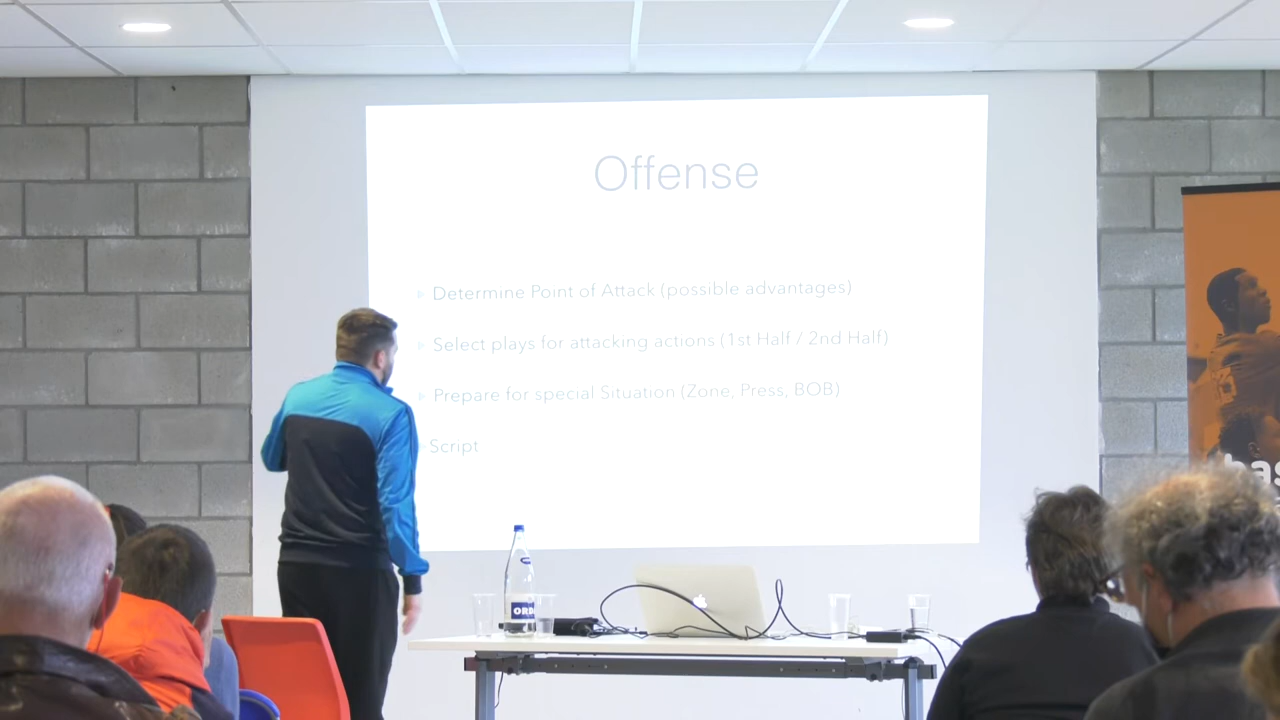 Offense
Determine Point of Attack (possible advantages)
Select plays for attacking actions (1st Half / 2nd Half)
Prepare for special Situation (Zone, Press, BOB)
Script